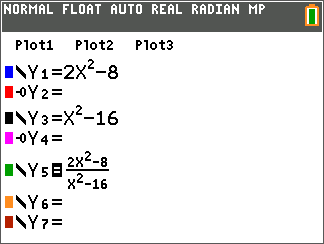 NORMAL FLOAT AUTO REAL RADIAN MP
Plot1 Plot2 Plot3
\Y₁=2X²-8
Y₂=
\Y₃=X²-16
Y₄=
\Y₅=(2X²-8)/(X²-16)
\Y₆=
\Y₇=